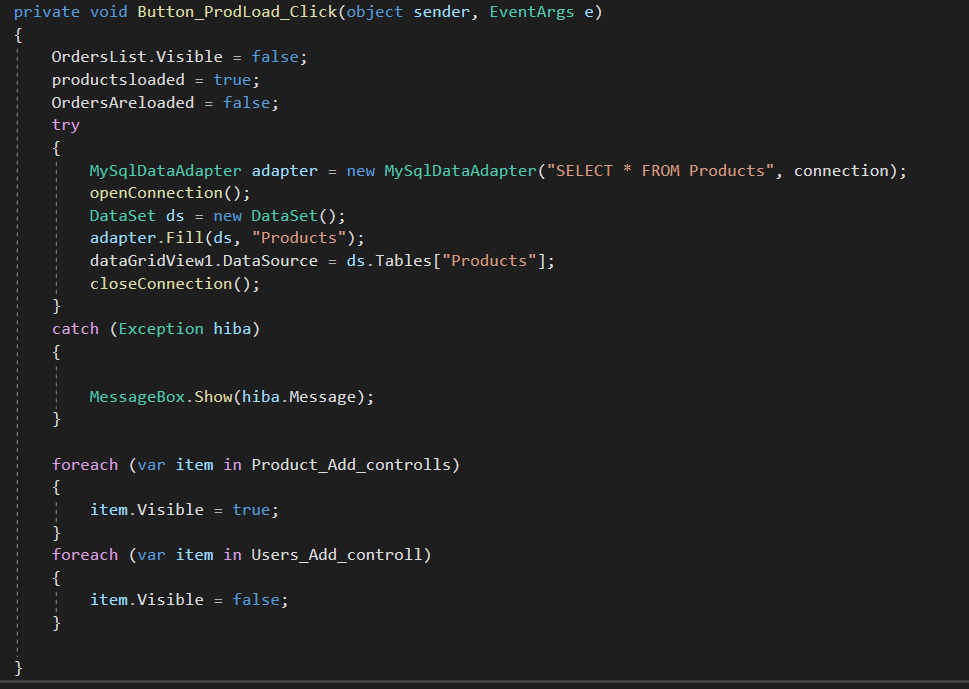 private void Button_ProdLoad_Click(object sender, EventArgs e)
{
OrdersList.Visible = false;
productsloaded = true;
OrdersAreloaded = false;
try
{
MySqlDataAdapter adapter = new MySqlDataAdapter("SELECT * FROM Products", connection);
openConnection();
DataSet ds = new DataSet();
adapter.Fill(ds, "Products");
dataGridView1.DataSource = ds.Tables["Products"];
closeConnection();
}
catch (Exception hiba)
{
MessageBox.Show(hiba.Message);
}
foreach (var item in Product_Add_controlls)
{
item.Visible = true;
}
foreach (var item in Users_Add_controll)
{
item.Visible = false;
}
}